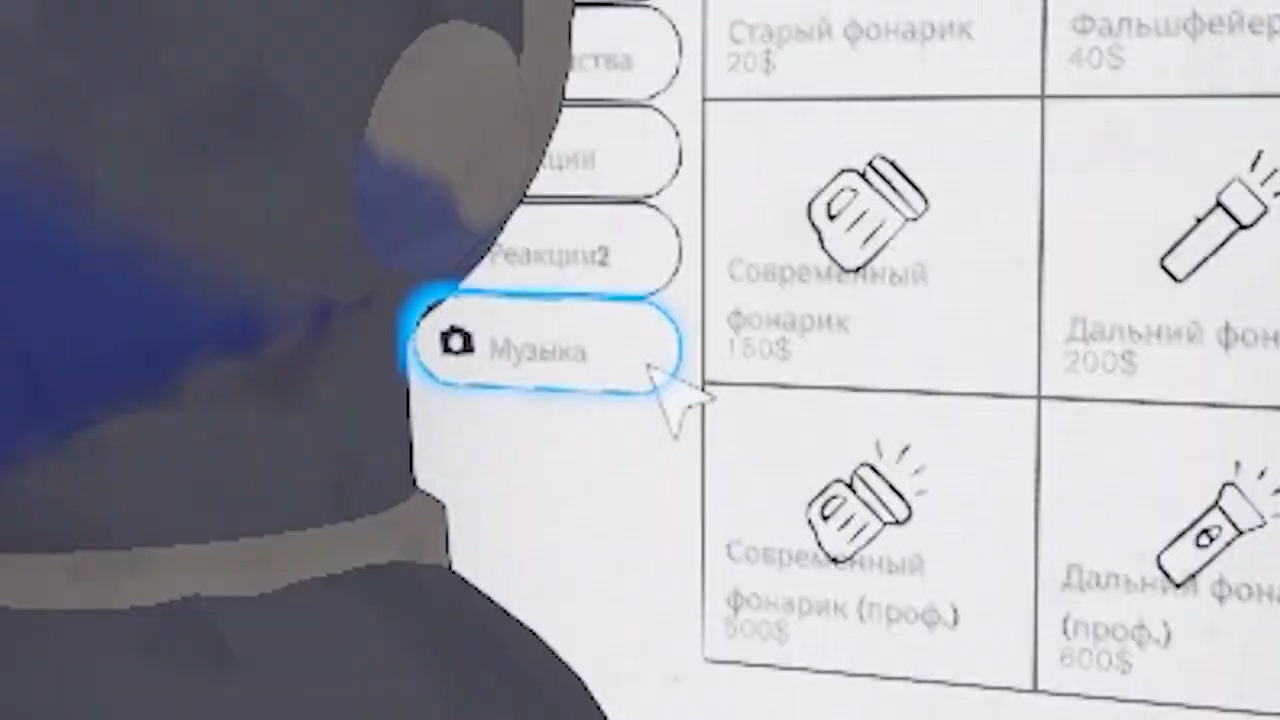 Старый фонарик
20$
Фальшфейер
40$
Реакции2
Музыка
Современный
фонарик
150$
Дальний
200$
Современный
фонарик (проф.)
500$
Дальний
(проф.)
600$